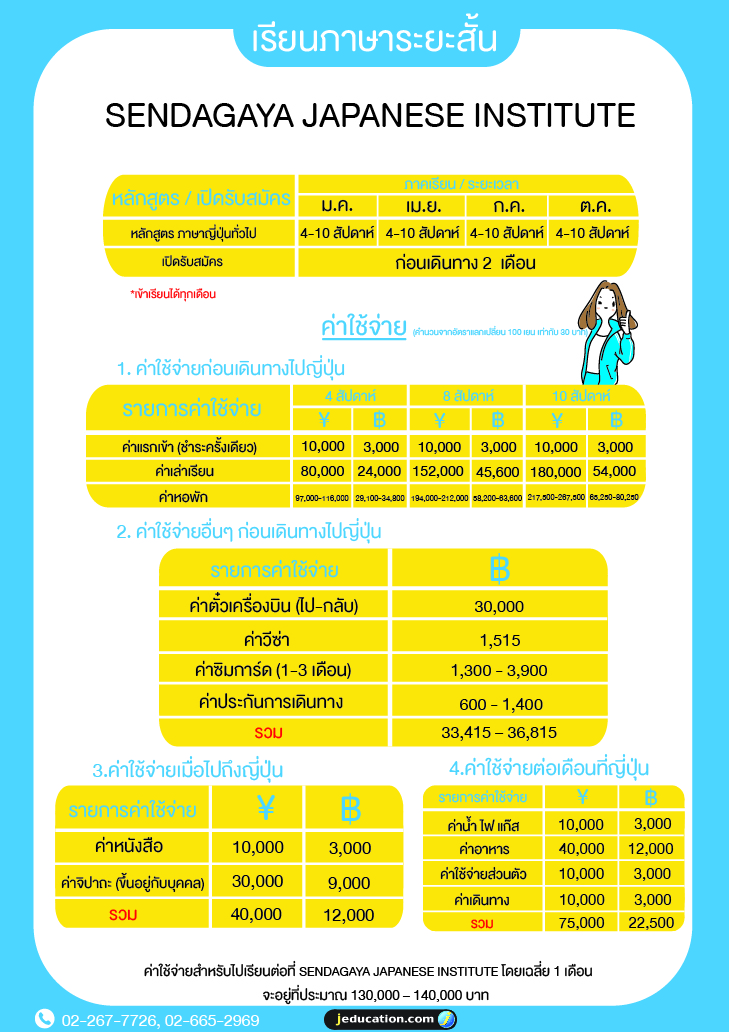 เรียนภาษาระยะสั้น
SENDAGAYA JAPANESE INSTITUTE
หลักสูตร / เปิดรับสมัคร ภาคเรียน / ระยะเวลา
ม.ค. เม.ย. ก.ค. ต.ค.
หลักสูตร ภาษาญี่ปุ่นทั่วไป 4-10 สัปดาห์ 4-10 สัปดาห์ 4-10 สัปดาห์ 4-10 สัปดาห์
เปิดรับสมัคร ก่อนเดินทาง 2 เดือน
*เข้าเรียนได้ทุกเดือน
ค่าใช้จ่าย (คำนวนจากอัตราแลกเปลี่ยน 100 เยน เท่ากับ 30 บาท)
1. ค่าใช้จ่ายก่อนเดินทางไปญี่ปุ่น
รายการค่าใช้จ่าย 4 สัปดาห์ 8 สัปดาห์ 10 สัปดาห์
¥ ฿ ¥ ฿ ¥ ฿
ค่าแรกเข้า (ชำระครั้งเดียว) 10,000 3,000 10,000 3,000 10,000 3,000
ค่าเล่าเรียน 80,000 24,000 152,000 45,600 180,000 54,000
ค่าหอพัก 97,000-116,000 29,100-34,800 194,000-212,000 58,200-63,600 217,500-267,500 65,250-80,250
2. ค่าใช้จ่ายอื่นๆ ก่อนเดินทางไปญี่ปุ่น
รายการค่าใช้จ่าย ฿
ค่าตั๋วเครื่องบิน (ไป-กลับ) 30,000
ค่าวีซ่า 1,515
ค่าซิมการ์ด (1-3 เดือน) 1,300 - 3,900
ค่าประกันการเดินทาง 600 - 1,400
รวม 33,415 – 36,815
3.ค่าใช้จ่ายเมื่อไปถึงญี่ปุ่น
รายการค่าใช้จ่าย ¥ ฿
ค่าหนังสือ 10,000 3,000
ค่าจิปาถะ (ขึ้นอยู่กับบุคคล) 30,000 9,000
รวม 40,000 12,000
4.ค่าใช้จ่ายต่อเดือนที่ญี่ปุ่น
รายการค่าใช้จ่าย ¥ ฿
ค่าน้ำ ไฟ แก๊ส 10,000 3,000
ค่าอาหาร 40,000 12,000
ค่าใช้จ่ายส่วนตัว 10,000 3,000
ค่าเดินทาง 10,000 3,000
รวม 75,000 22,500
ค่าใช้จ่ายสำหรับไปเรียนต่อที่ SENDAGAYA JAPANESE INSTITUTE โดยเฉลี่ย 1 เดือน
จะอยู่ที่ประมาณ 130,000 – 140,000 บาท
02-267-7726, 02-665-2969
jeducation.com